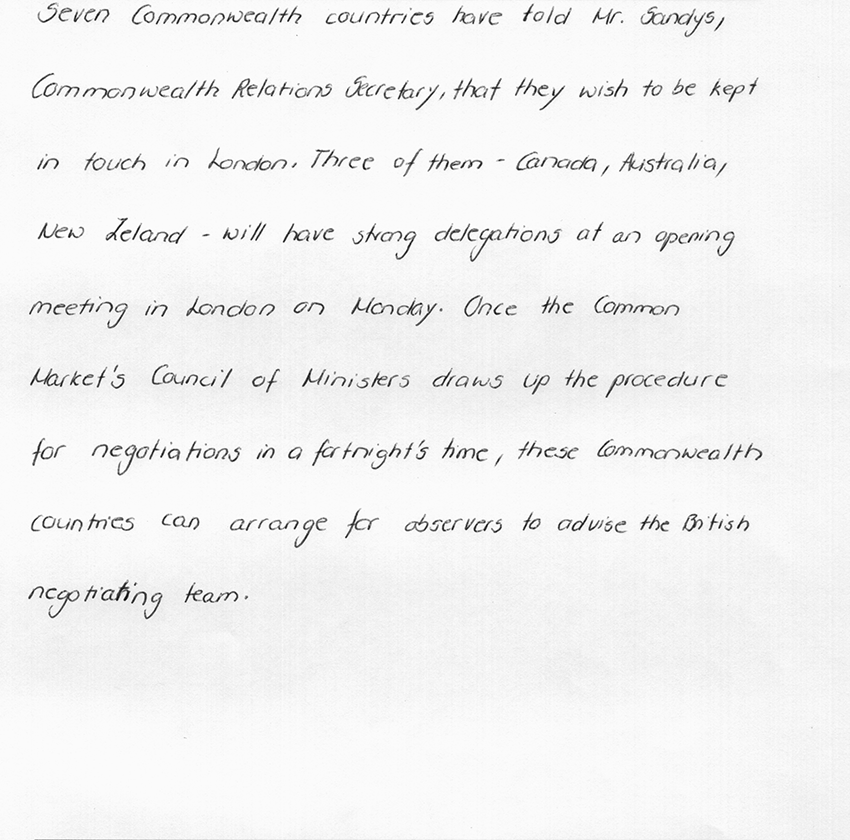 Seven Commonwealth countries have told Mr. Sandys,
Commonwealth Relations Secretary, that they wish to be kept
in touch in London. Three of them - Canada, Australia,
New Zeland - will have strong delegations at an opening
meeting in London on Monday. Once the Common
Market's Council of Ministers draws up the procedure
for negotiations in a fortnight's time, these Commonwealth
countries can arrange for observers to advise the British
negotiating team.